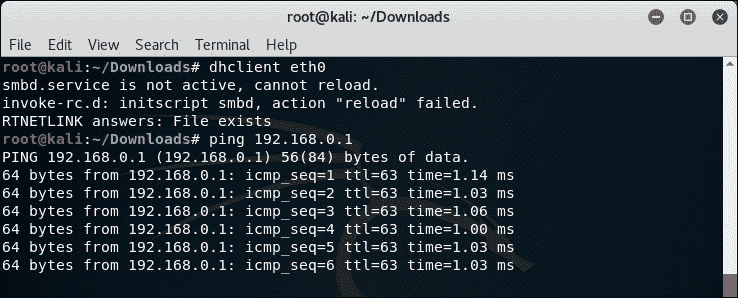 root@kali: ~/Downloads
File Edit View Search Terminal Help
root@kali:~/Downloads# dhclient eth0
smbd.service is not active, cannot reload.
invoke-rc.d: initscript smbd, action "reload" failed.
RTNETLINK answers: File exists
root@kali:~/Downloads# ping 192.168.0.1
PING 192.168.0.1 (192.168.0.1) 56(84) bytes of data.
64 bytes from 192.168.0.1: icmp_seq=1 ttl=63 time=1.14 ms
64 bytes from 192.168.0.1: icmp_seq=2 ttl=63 time=1.03 ms
64 bytes from 192.168.0.1: icmp_seq=3 ttl=63 time=1.06 ms
64 bytes from 192.168.0.1: icmp_seq=4 ttl=63 time=1.00 ms
64 bytes from 192.168.0.1: icmp_seq=5 ttl=63 time=1.03 ms
64 bytes from 192.168.0.1: icmp_seq=6 ttl=63 time=1.03 ms